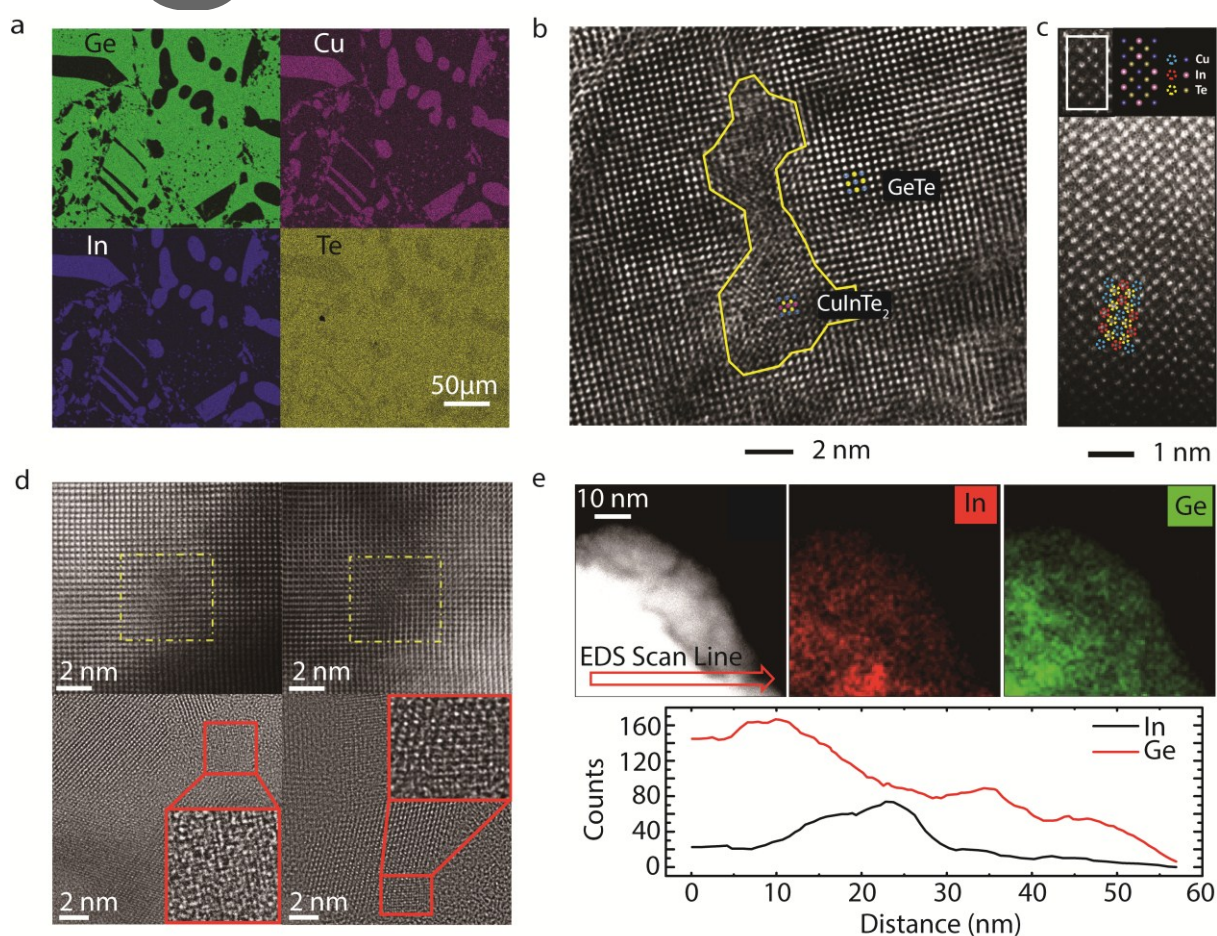 a
Ge
Cu
In
Te
50μm
b
GeTe
CuInTe₂
2 nm
c
Cu
In
Te
1 nm
d
2 nm
2 nm
2 nm
2 nm
e
10 nm
In
Ge
EDS Scan Line
160
120
80
40
0
Counts
In
Ge
0 10 20 30 40 50 60
Distance (nm)